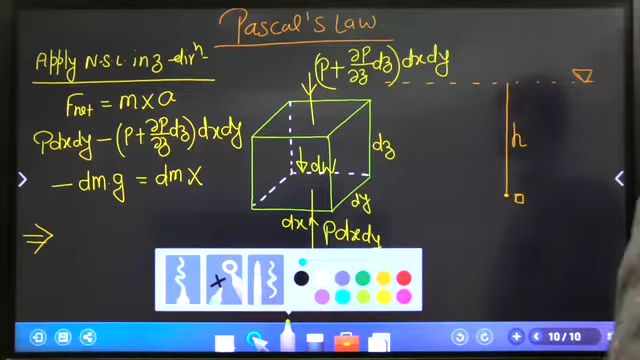 Pascal's Law
Apply N.S.L in z-dirⁿ
Fnet = m × a
Pdxdy − (P + ∂P/∂z dz) dxdy
− dm·g = dm ×
⇒
(P + ∂P/∂z dz) dxdy
dz
dw
dy
dx
Pdxdy
h
10/10